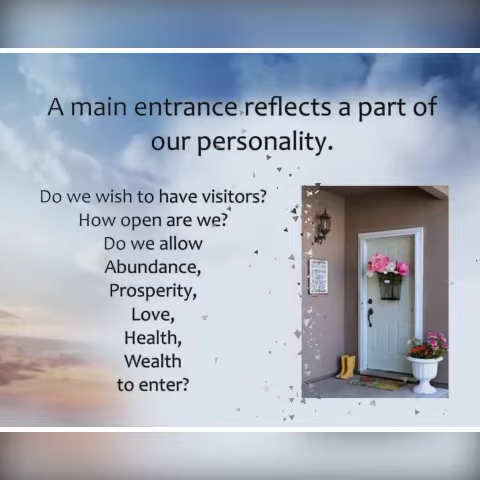 A main entrance reflects a part of
our personality.
Do we wish to have visitors?
How open are we?
Do we allow
Abundance,
Prosperity,
Love,
Health,
Wealth
to enter?